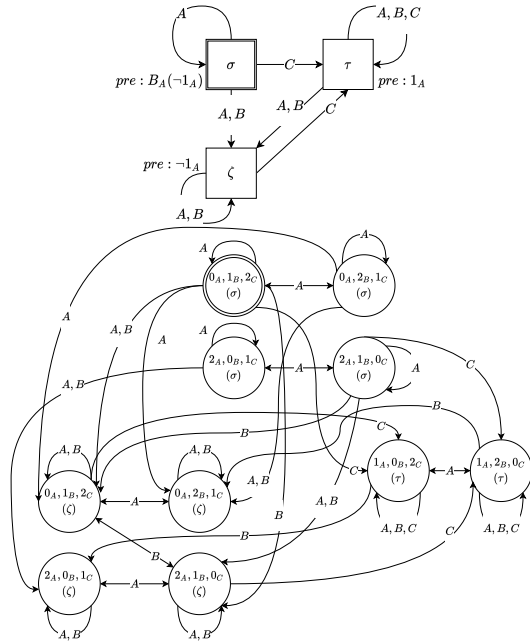 A
A, B, C
σ
C
τ
pre : B_A(¬1_A)
pre : 1_A
A, B
A, B
C
pre : ¬1_A
ζ
A, B
A
A
0_A, 1_B, 2_C
(σ)
A
0_A, 2_B, 1_C
(σ)
A
A, B
A
A
2_A, 0_B, 1_C
(σ)
A
2_A, 1_B, 0_C
(σ)
A
C
A, B
B
C
B
A, B
A, B
0_A, 1_B, 2_C
(ζ)
A
0_A, 2_B, 1_C
(ζ)
A, B
A, B
C
1_A, 0_B, 2_C
(τ)
A
1_A, 2_B, 0_C
(τ)
B
A, B, C
A, B, C
B
B
C
2_A, 0_B, 1_C
(ζ)
A
2_A, 1_B, 0_C
(ζ)
A, B
A, B